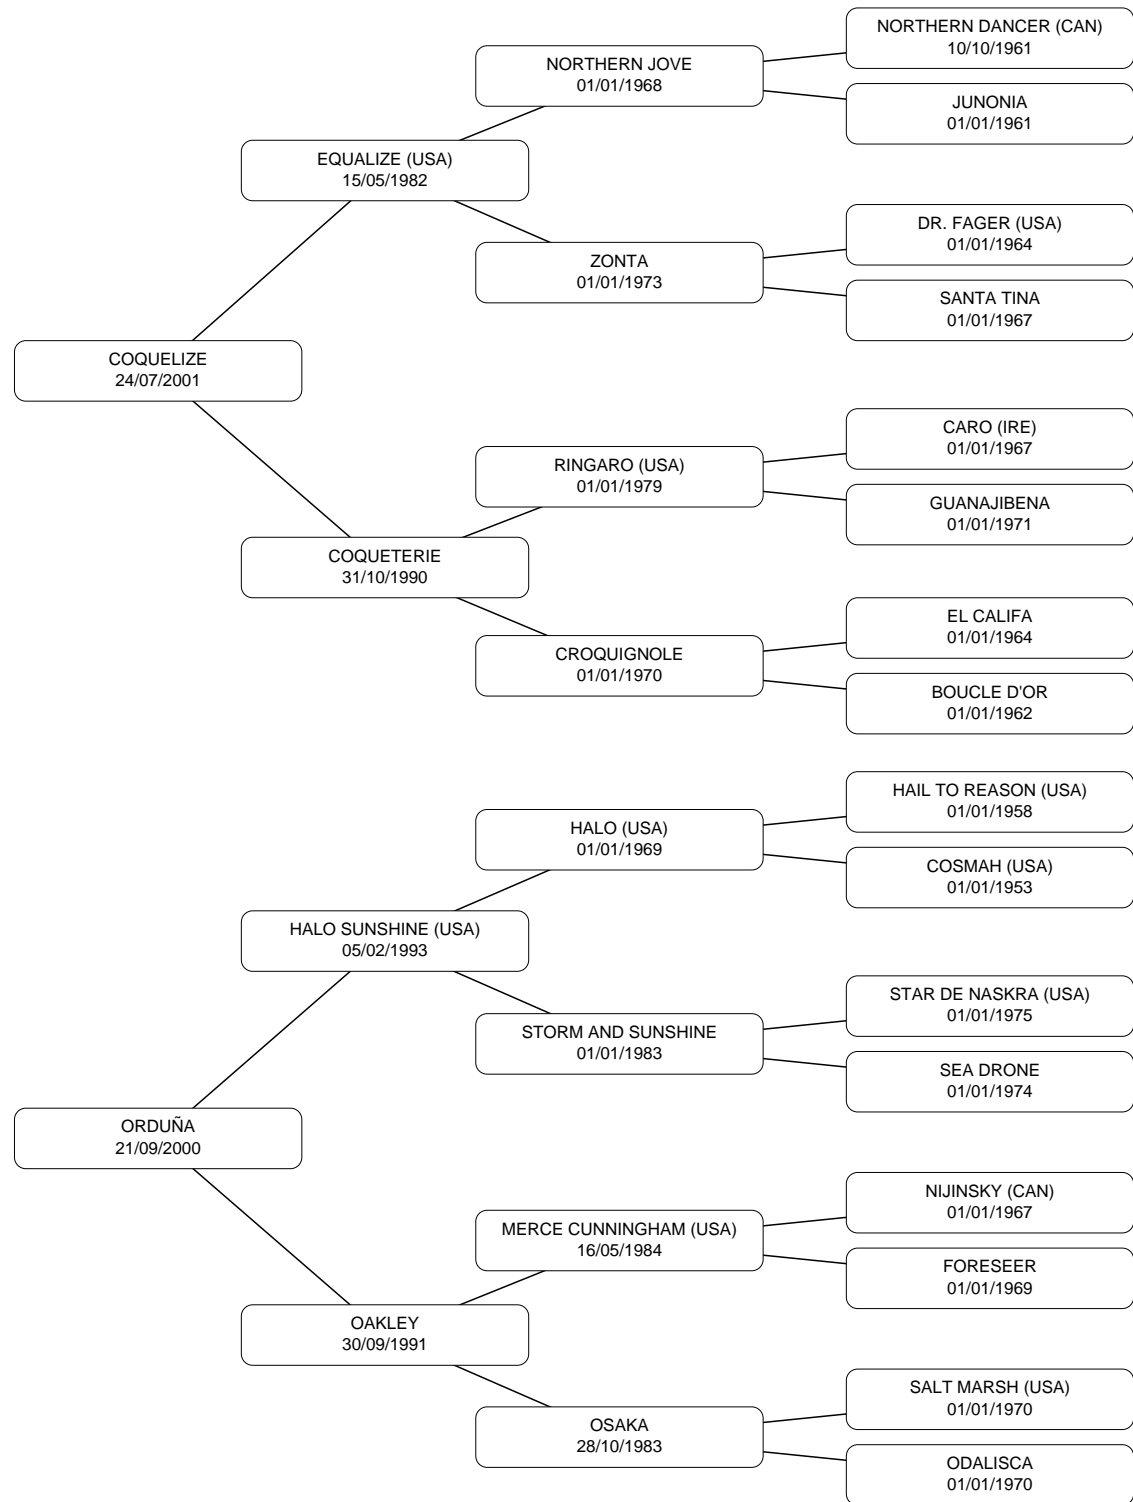 NORTHERN DANCER (CAN)
10/10/1961
NORTHERN JOVE
01/01/1968
JUNONIA
01/01/1961
EQUALIZE (USA)
15/05/1982
DR. FAGER (USA)
01/01/1964
ZONTA
01/01/1973
SANTA TINA
01/01/1967
COQUELIZE
24/07/2001
CARO (IRE)
01/01/1967
RINGARO (USA)
01/01/1979
GUANAJIBENA
01/01/1971
COQUETERIE
31/10/1990
EL CALIFA
01/01/1964
CROQUIGNOLE
01/01/1970
BOUCLE D'OR
01/01/1962
HAIL TO REASON (USA)
01/01/1958
HALO (USA)
01/01/1969
COSMAH (USA)
01/01/1953
HALO SUNSHINE (USA)
05/02/1993
STAR DE NASKRA (USA)
01/01/1975
STORM AND SUNSHINE
01/01/1983
SEA DRONE
01/01/1974
ORDUÑA
21/09/2000
NIJINSKY (CAN)
01/01/1967
MERCE CUNNINGHAM (USA)
16/05/1984
FORESEER
01/01/1969
OAKLEY
30/09/1991
SALT MARSH (USA)
01/01/1970
OSAKA
28/10/1983
ODALISCA
01/01/1970